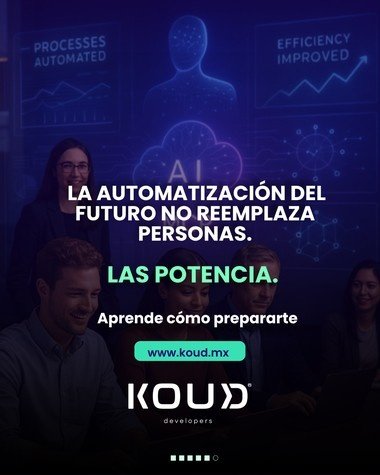 PROCESSES
AUTOMATED
EFFICIENCY
IMPROVED
AI
LA AUTOMATIZACIÓN DEL
FUTURO NO REEMPLAZA
PERSONAS.
LAS POTENCIA.
Aprende cómo prepararte
www.koud.mx
KOUD®
developers